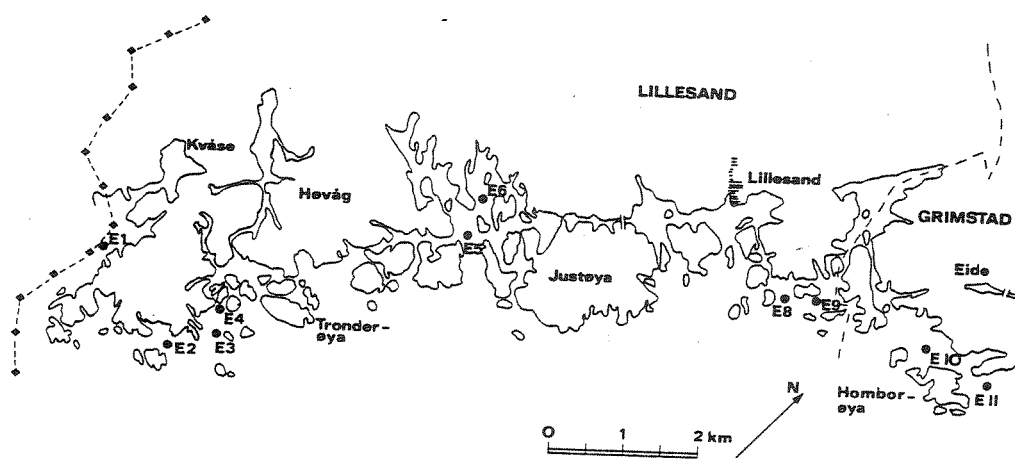 LILLESAND
Kvåse
Høvåg
E6
Lillesand
GRIMSTAD
E1
E5
Justøya
Eide
E4
E8
E9
Tronder-
øya
E2
E3
E10
E11
N
Hombor-
øya
0 1 2 km